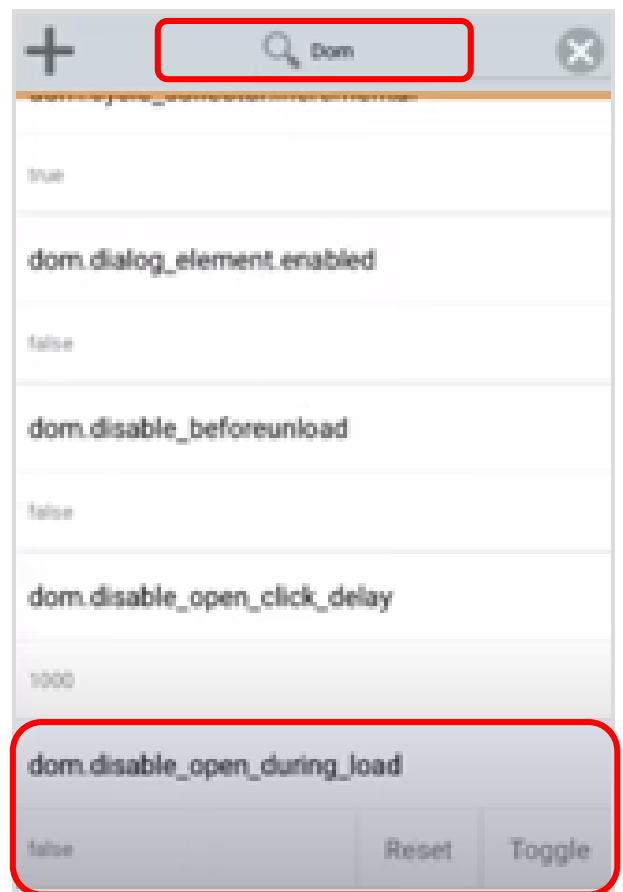 Dom
true
dom.dialog_element.enabled
false
dom.disable_beforeunload
false
dom.disable_open_click_delay
1000
dom.disable_open_during_load
false Reset Toggle